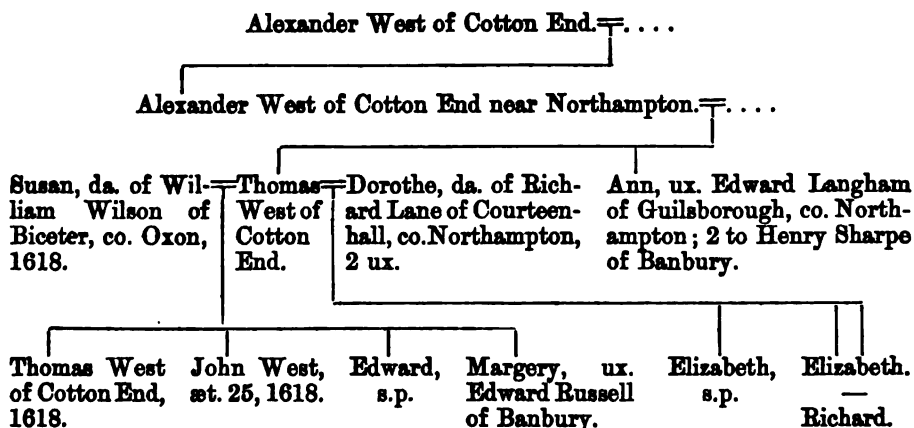 Alexander West of Cotton End.=. . . .
Alexander West of Cotton End near Northampton.=. . . .
Susan, da. of Wil-
liam Wilson of
Biceter, co. Oxon,
1618.
=Thomas=
West of
Cotton
End.
Dorothe, da. of Rich-
ard Lane of Courteen-
hall, co.Northampton,
2 ux.
Ann, ux. Edward Langham
of Guilsborough, co. North-
ampton; 2 to Henry Sharpe
of Banbury.
Thomas West
of Cotton End,
1618.
John West,
æt. 25, 1618.
Edward,
s.p.
Margery, ux.
Edward Russell
of Banbury.
Elizabeth,
s.p.
Elizabeth.
—
Richard.